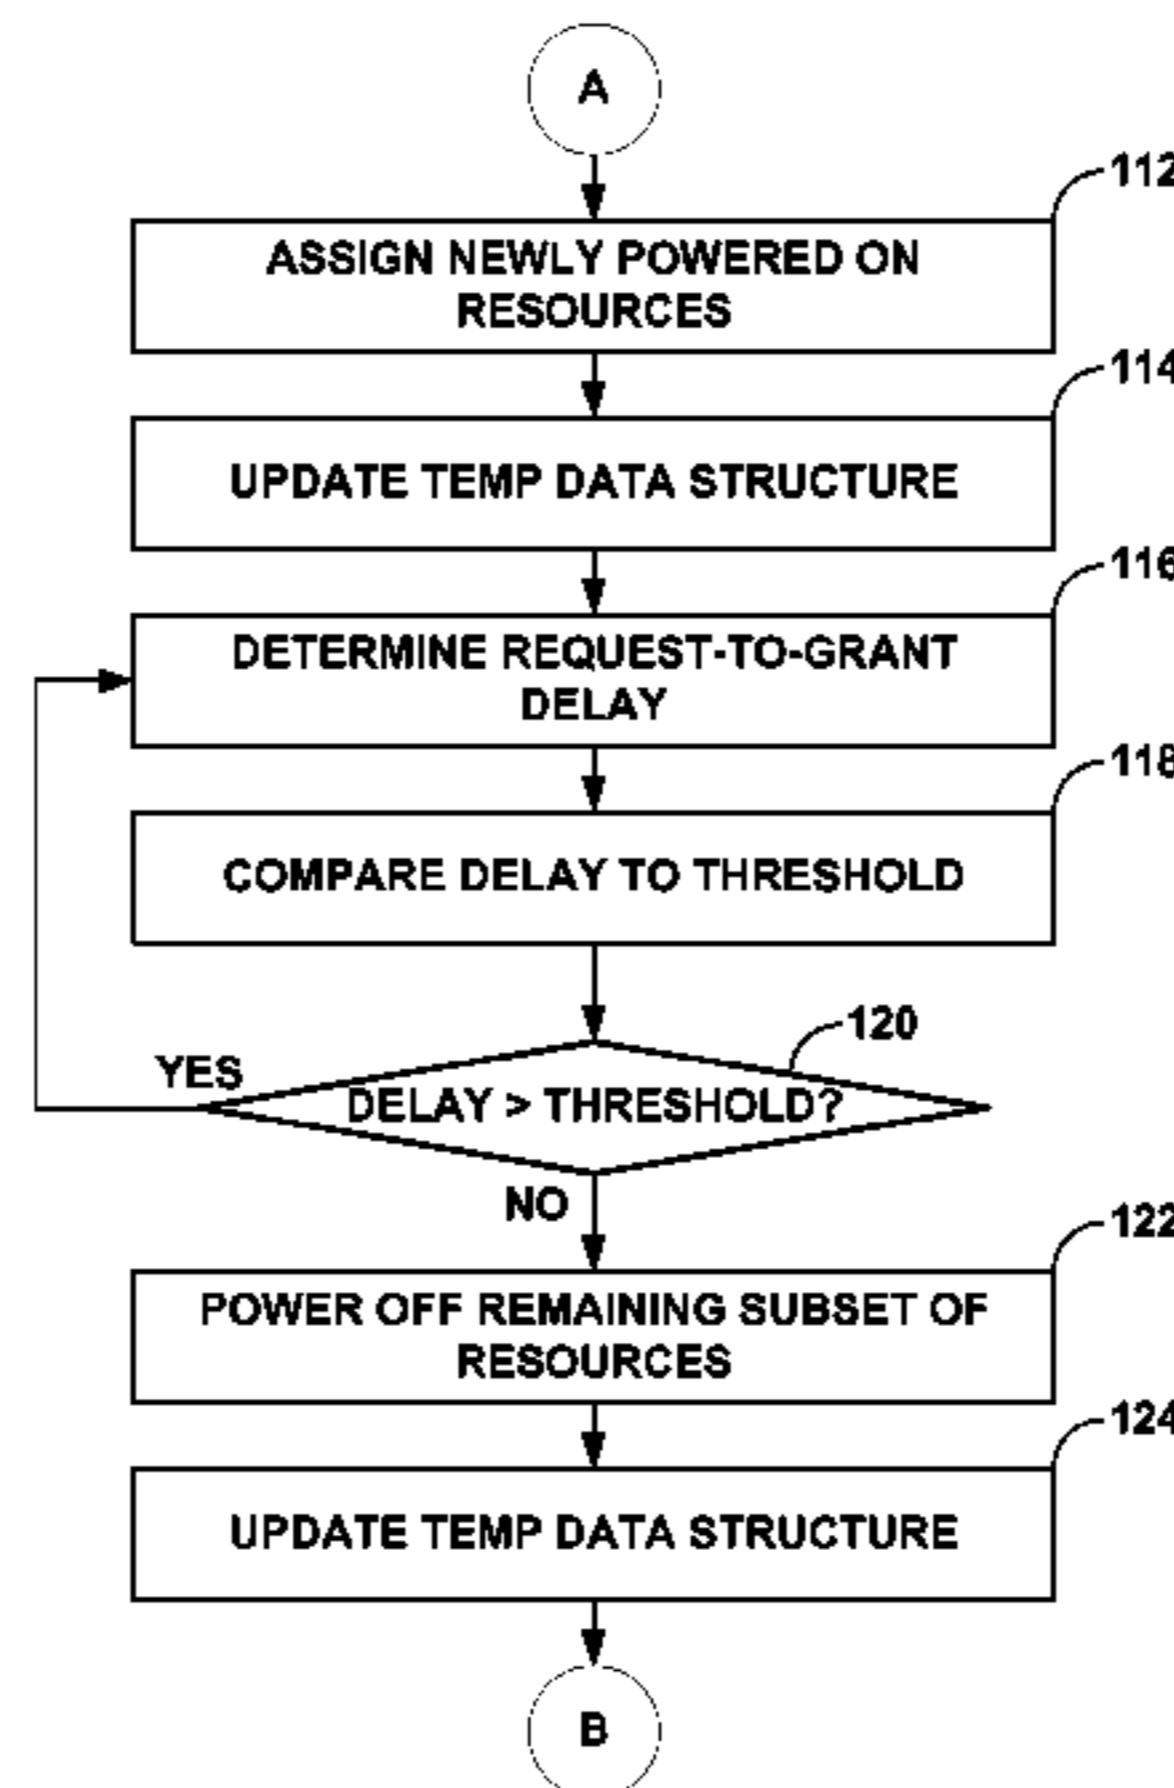 A
112
ASSIGN NEWLY POWERED ON
RESOURCES
114
UPDATE TEMP DATA STRUCTURE
116
DETERMINE REQUEST-TO-GRANT
DELAY
118
COMPARE DELAY TO THRESHOLD
120
YES
DELAY > THRESHOLD?
NO
122
POWER OFF REMAINING SUBSET OF
RESOURCES
124
UPDATE TEMP DATA STRUCTURE
B